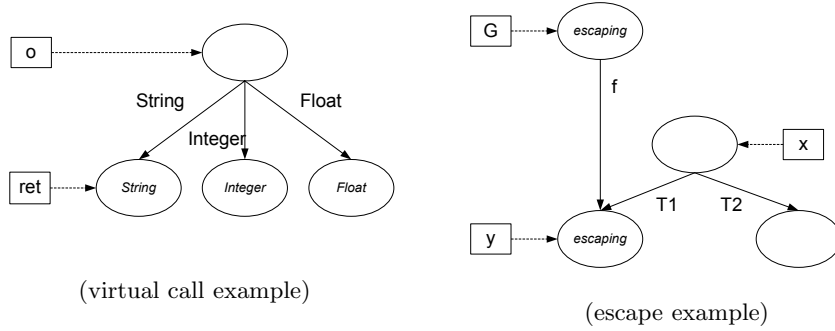 o
String
Integer
Float
ret
String
Integer
Float
(virtual call example)
G
escaping
f
x
T1
T2
y
escaping
(escape example)